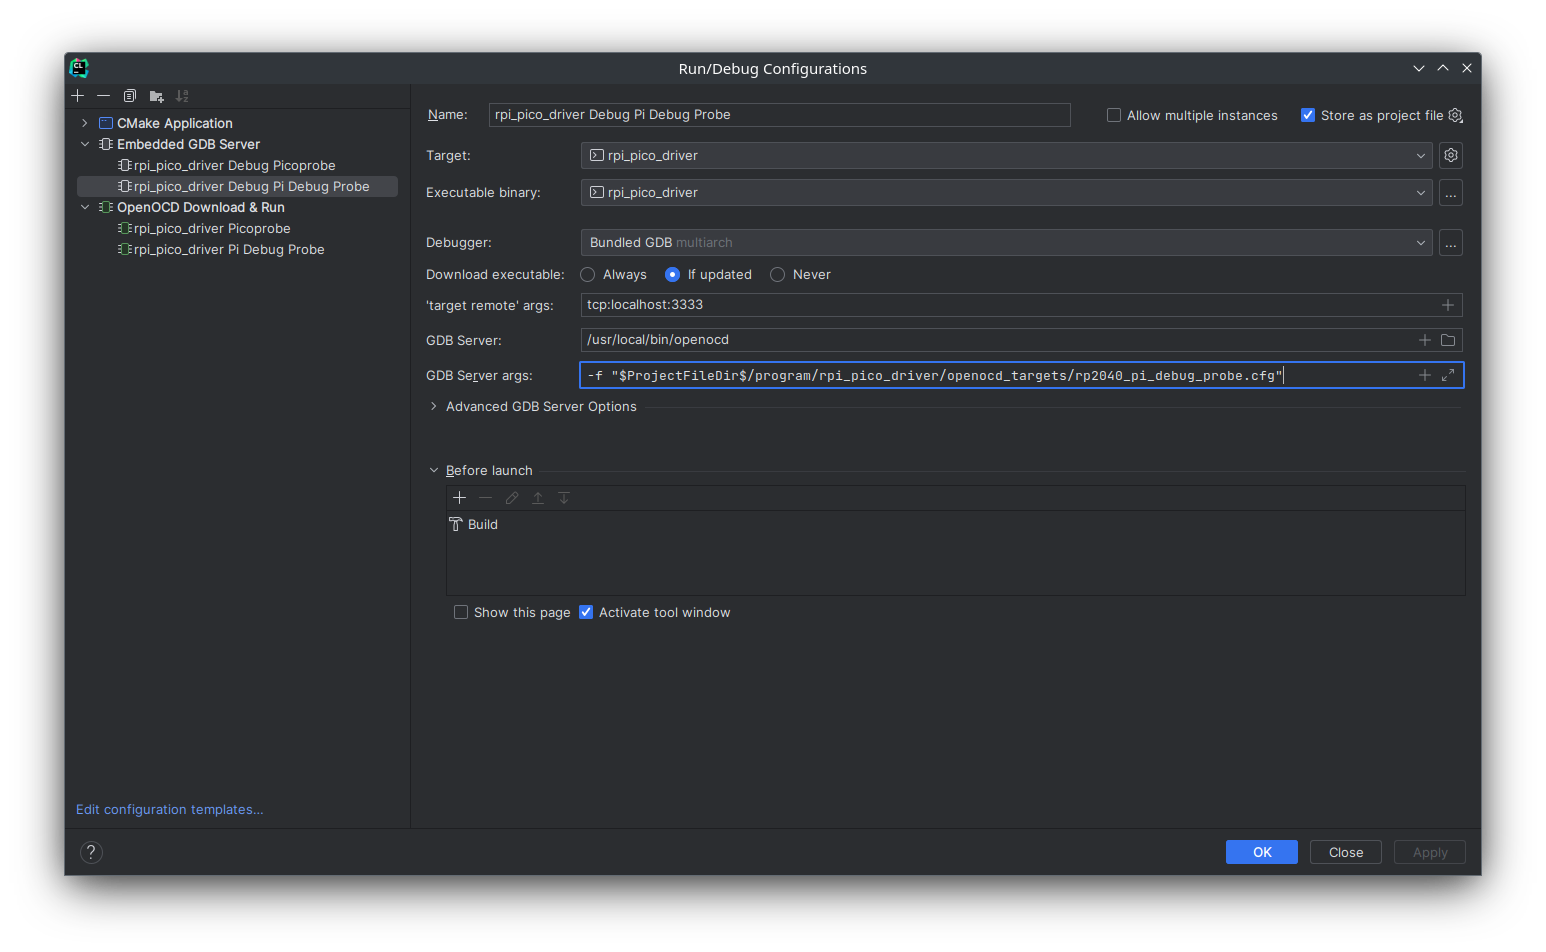 Run/Debug Configurations
CMake Application
Embedded GDB Server
rpi_pico_driver Debug Picoprobe
rpi_pico_driver Debug Pi Debug Probe
OpenOCD Download & Run
rpi_pico_driver Picoprobe
rpi_pico_driver Pi Debug Probe
Edit configuration templates...
Name: rpi_pico_driver Debug Pi Debug Probe Allow multiple instances Store as project file
Target: rpi_pico_driver
Executable binary: rpi_pico_driver ...
Debugger: Bundled GDB multiarch ...
Download executable: Always If updated Never
'target remote' args: tcp:localhost:3333
GDB Server: /usr/local/bin/openocd
GDB Server args: -f "$ProjectFileDir$/program/rpi_pico_driver/openocd_targets/rp2040_pi_debug_probe.cfg"
Advanced GDB Server Options
Before launch
Build
Show this page Activate tool window
? OK Close Apply